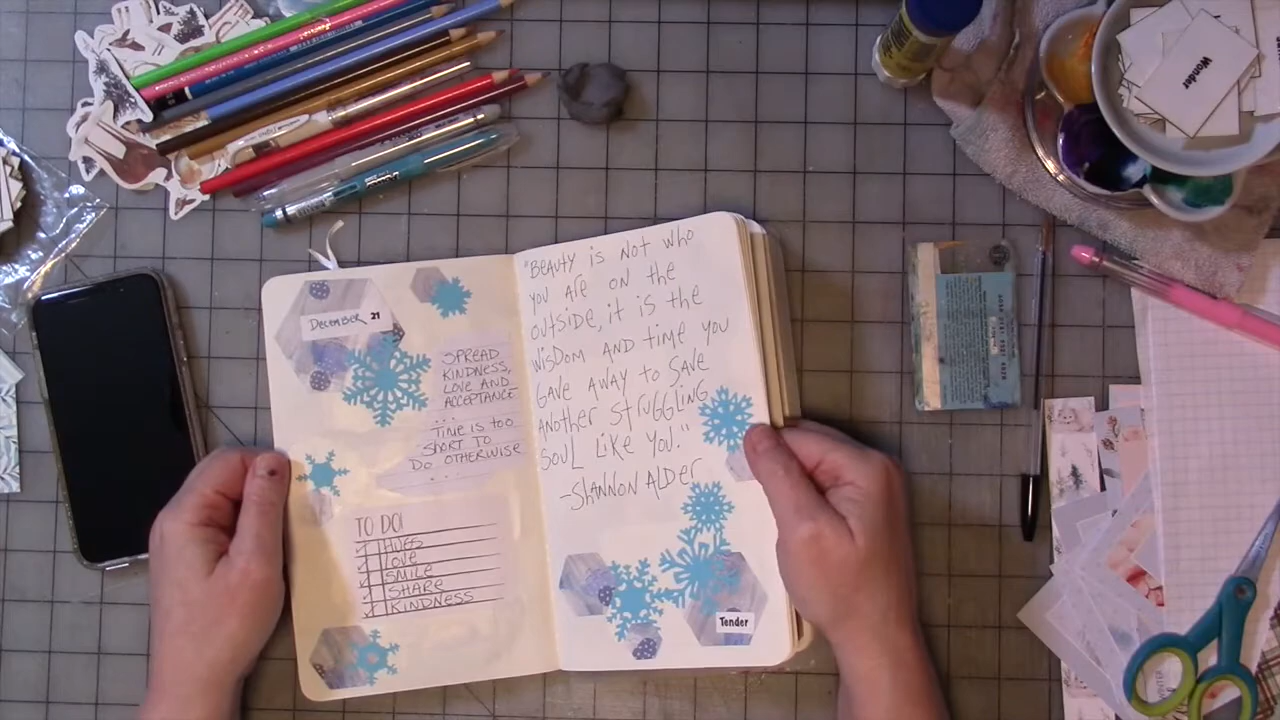 December 21
SPREAD
KINDNESS,
LOVE AND
ACCEPTANCE
TIME IS TOO
SHORT TO
DO OTHERWISE
...
TO DO!
HUGS
LOVE
SMILE
SHARE
KINDNESS
"BEAUTY IS NOT WHO
YOU ARE ON THE
OUTSIDE, IT IS THE
WISDOM AND TIME YOU
GAVE AWAY TO SAVE
ANOTHER STRUGGLING
SOUL LIKE YOU."
-SHANNON ALDER
Tender
Wonder